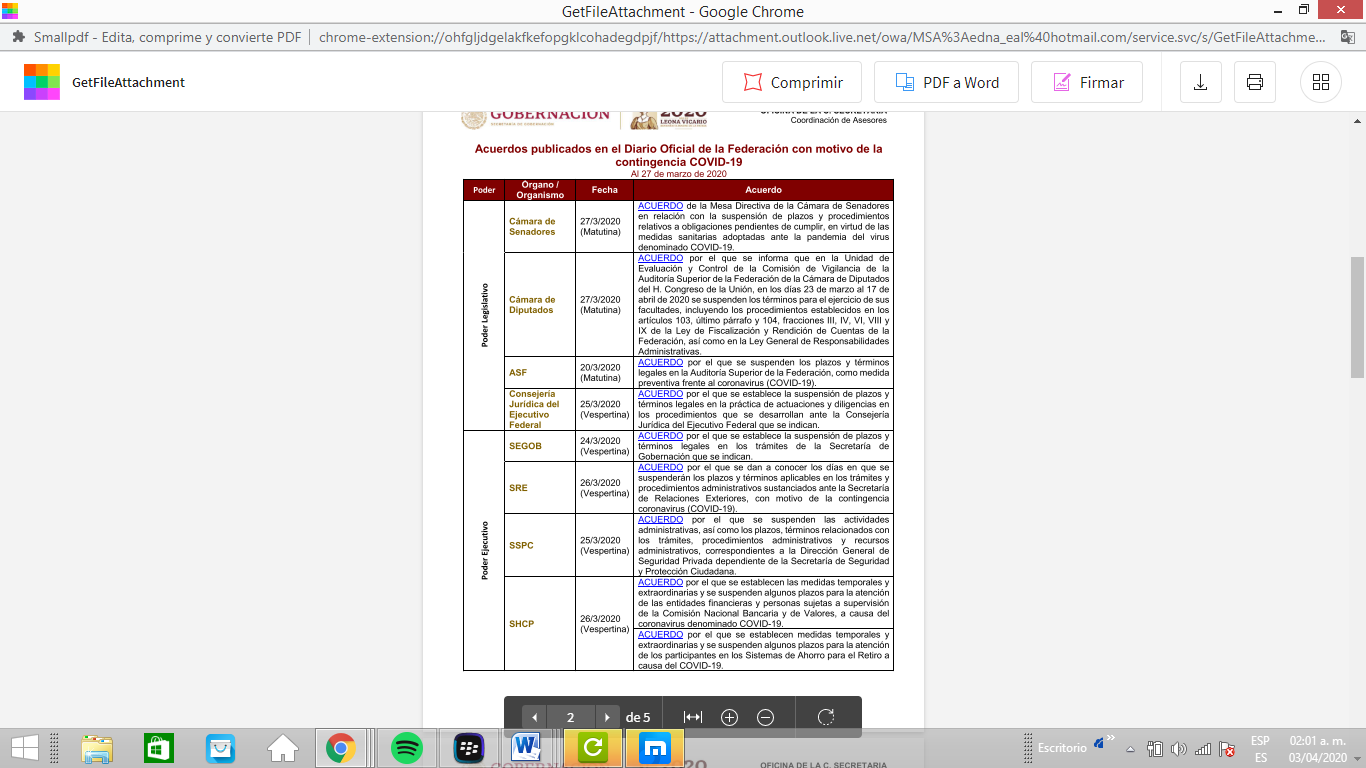 GetFileAttachment - Google Chrome
Smallpdf - Edita, comprime y convierte PDF | chrome-extension://ohfgljdgelakfkefopgklcohadegdpjf/https://attachment.outlook.live.net/owa/MSA%3Aedna_eal%40hotmail.com/service.svc/s/GetFileAttachme...
GetFileAttachment
Comprimir
PDF a Word
Firmar
GOBERNACIÓN
SECRETARÍA DE GOBERNACIÓN
2020
LEONA VICARIO
OFICINA DE LA C. SECRETARIA
Coordinación de Asesores
Acuerdos publicados en el Diario Oficial de la Federación con motivo de la
contingencia COVID-19
Al 27 de marzo de 2020
Poder
Órgano /
Organismo
Fecha
Acuerdo
Poder Legislativo
Cámara de
Senadores
27/3/2020
(Matutina)
ACUERDO de la Mesa Directiva de la Cámara de Senadores
en relación con la suspensión de plazos y procedimientos
relativos a obligaciones pendientes de cumplir, en virtud de las
medidas sanitarias adoptadas ante la pandemia del virus
denominado COVID-19.
Cámara de
Diputados
27/3/2020
(Matutina)
ACUERDO por el que se informa que en la Unidad de
Evaluación y Control de la Comisión de Vigilancia de la
Auditoría Superior de la Federación de la Cámara de Diputados
del H. Congreso de la Unión, en los días 23 de marzo al 17 de
abril de 2020 se suspenden los términos para el ejercicio de sus
facultades, incluyendo los procedimientos establecidos en los
artículos 103, último párrafo y 104, fracciones III, IV, VI, VIII y
IX de la Ley de Fiscalización y Rendición de Cuentas de la
Federación, así como en la Ley General de Responsabilidades
Administrativas.
ASF
20/3/2020
(Matutina)
ACUERDO por el que se suspenden los plazos y términos
legales en la Auditoría Superior de la Federación, como medida
preventiva frente al coronavirus (COVID-19).
Consejería
Jurídica del
Ejecutivo
Federal
25/3/2020
(Vespertina)
ACUERDO por el que se establece la suspensión de plazos y
términos legales en la práctica de actuaciones y diligencias en
los procedimientos que se desarrollan ante la Consejería
Jurídica del Ejecutivo Federal que se indican.
Poder Ejecutivo
SEGOB
24/3/2020
(Vespertina)
ACUERDO por el que se establece la suspensión de plazos y
términos legales en los trámites de la Secretaría de
Gobernación que se indican.
SRE
26/3/2020
(Vespertina)
ACUERDO por el que se dan a conocer los días en que se
suspenderán los plazos y términos aplicables en los trámites y
procedimientos administrativos sustanciados ante la Secretaría
de Relaciones Exteriores, con motivo de la contingencia
coronavirus (COVID-19).
SSPC
25/3/2020
(Vespertina)
ACUERDO por el que se suspenden las actividades
administrativas, así como los plazos, términos relacionados con
los trámites, procedimientos administrativos y recursos
administrativos, correspondientes a la Dirección General de
Seguridad Privada dependiente de la Secretaría de Seguridad
y Protección Ciudadana.
SHCP
26/3/2020
(Vespertina)
ACUERDO por el que se establecen las medidas temporales y
extraordinarias y se suspenden algunos plazos para la atención
de las entidades financieras y personas sujetas a supervisión
de la Comisión Nacional Bancaria y de Valores, a causa del
coronavirus denominado COVID-19.
ACUERDO por el que se establecen medidas temporales y
extraordinarias y se suspenden algunos plazos para la atención
de los participantes en los Sistemas de Ahorro para el Retiro a
causa del COVID-19.
2 de 5
GOBERNACIÓN
2020
OFICINA DE LA C. SECRETARIA
Escritorio
ESP
ES
02:01 a. m.
03/04/2020